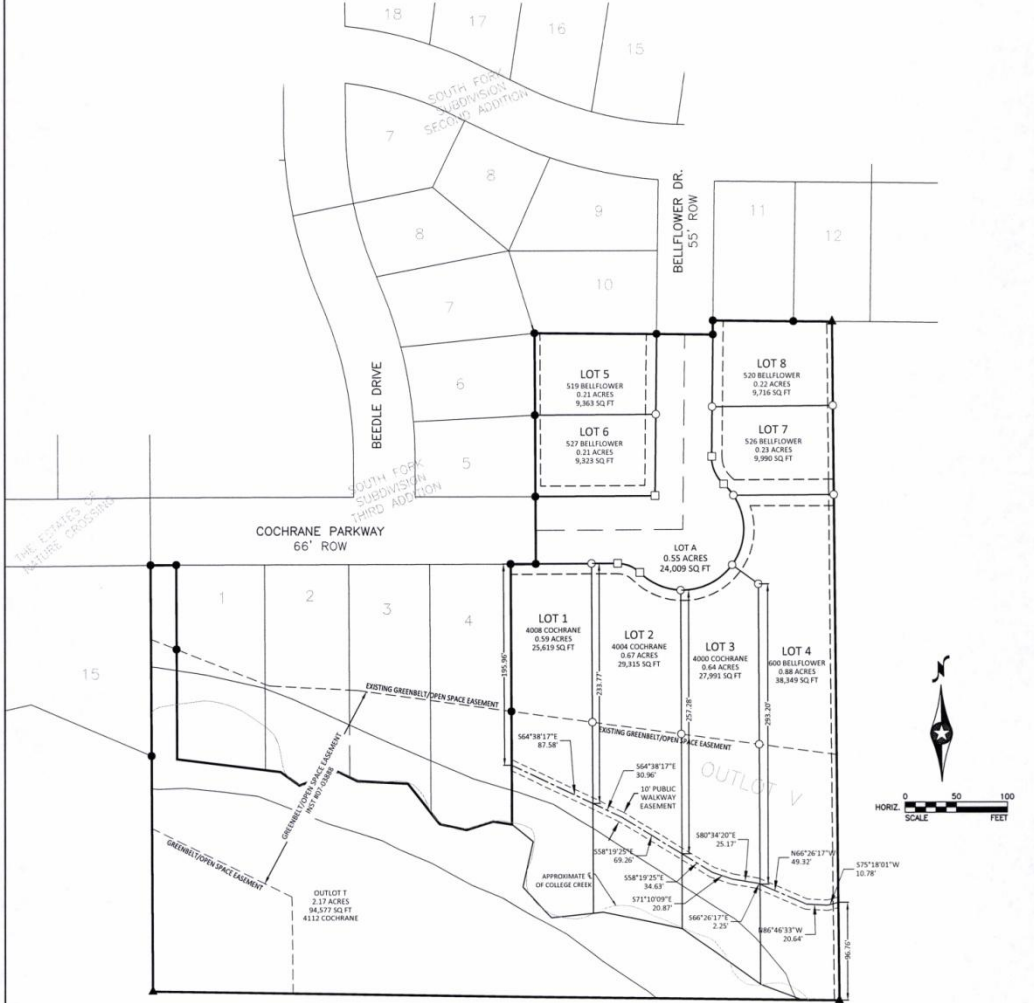 18
17
16
15
SOUTH FORK
SUBDIVISION
SECOND ADDITION
7
8
9
8
10
7
6
5
BELLFLOWER DR.
55' ROW
11
12
BEEDLE DRIVE
SOUTH FORK
SUBDIVISION
THIRD ADDITION
THE ESTATES OF
NATURE CROSSING
COCHRANE PARKWAY
66' ROW
LOT 5
519 BELLFLOWER
0.21 ACRES
9,363 SQ FT
LOT 6
527 BELLFLOWER
0.21 ACRES
9,323 SQ FT
LOT 8
520 BELLFLOWER
0.22 ACRES
9,716 SQ FT
LOT 7
526 BELLFLOWER
0.23 ACRES
9,990 SQ FT
LOT A
0.55 ACRES
24,009 SQ FT
1
2
3
4
15
LOT 1
4008 COCHRANE
0.59 ACRES
25,619 SQ FT
LOT 2
4004 COCHRANE
0.67 ACRES
29,315 SQ FT
LOT 3
4000 COCHRANE
0.64 ACRES
27,991 SQ FT
LOT 4
600 BELLFLOWER
0.88 ACRES
38,349 SQ FT
195.96'
233.77'
257.28'
293.20'
EXISTING GREENBELT/OPEN SPACE EASEMENT
EXISTING GREENBELT/OPEN SPACE EASEMENT
OUTLOT V
GREENBELT/OPEN SPACE EASEMENT
INST #07-03888
GREENBELT/OPEN SPACE EASEMENT
S64°38'17"E
87.58'
S64°38'17"E
30.96'
10' PUBLIC
WALKWAY
EASEMENT
S58°19'25"E
69.26'
S58°19'25"E
34.63'
S71°10'09"E
20.87'
S80°34'20"E
25.17'
N66°26'17"W
49.32'
S75°18'01"W
10.78'
S66°26'17"E
2.25'
N86°46'33"W
20.64'
96.76'
APPROXIMATE ℄
OF COLLEGE CREEK
OUTLOT T
2.17 ACRES
94,577 SQ FT
4112 COCHRANE
N
0 50 100
HORIZ.
SCALE FEET